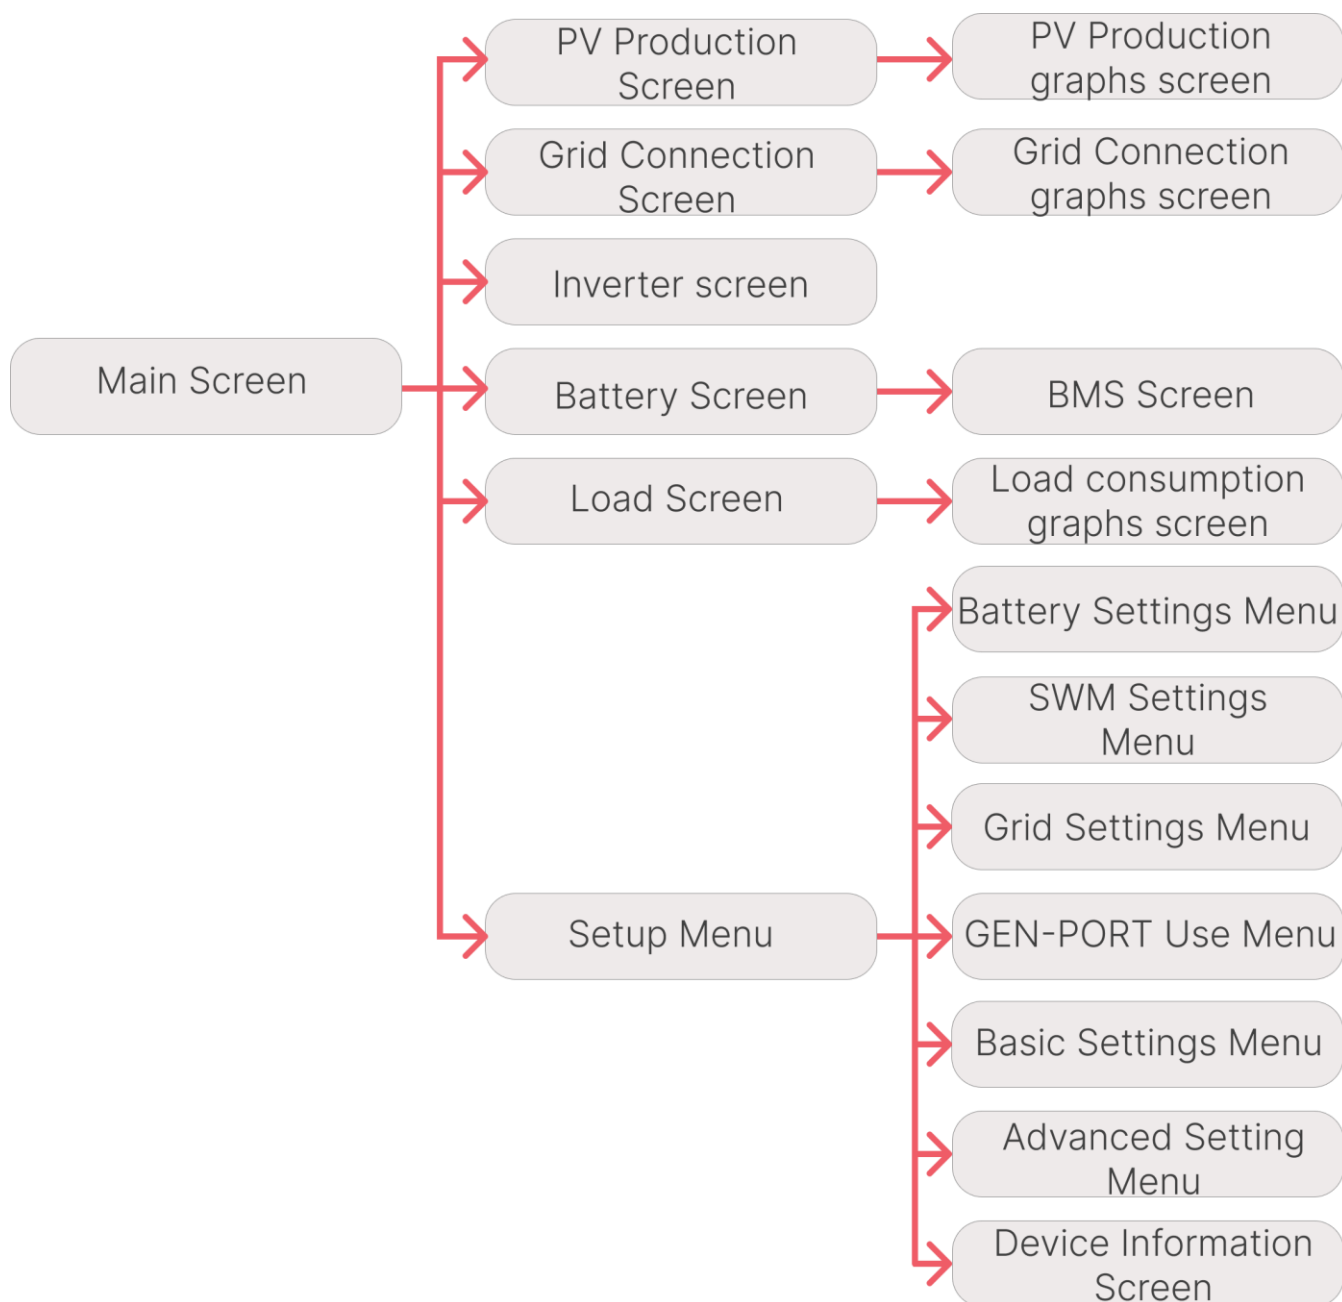 PV Production
Screen
PV Production
graphs screen
Grid Connection
Screen
Grid Connection
graphs screen
Inverter screen
Main Screen
Battery Screen
BMS Screen
Load Screen
Load consumption
graphs screen
Battery Settings Menu
SWM Settings
Menu
Grid Settings Menu
Setup Menu
GEN-PORT Use Menu
Basic Settings Menu
Advanced Setting
Menu
Device Information
Screen